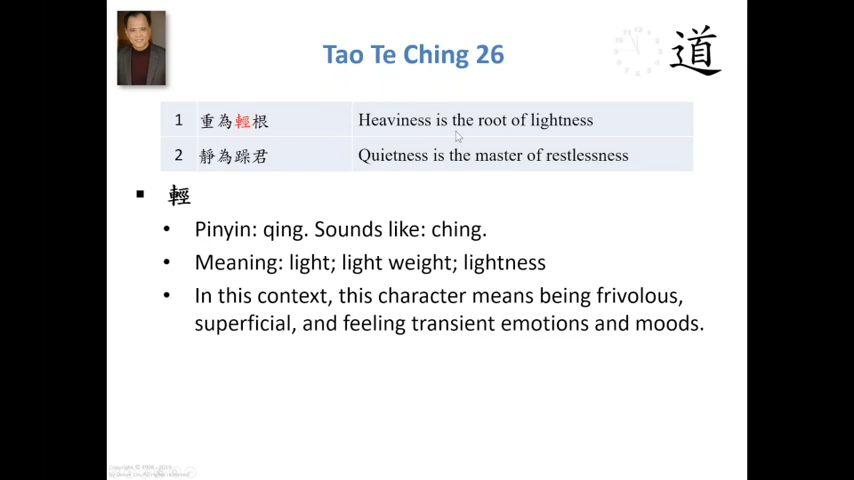 Tao Te Ching 26
道
1 重為輕根 Heaviness is the root of lightness
2 靜為躁君 Quietness is the master of restlessness
▪ 輕
• Pinyin: qing. Sounds like: ching.
• Meaning: light; light weight; lightness
• In this context, this character means being frivolous,
superficial, and feeling transient emotions and moods.